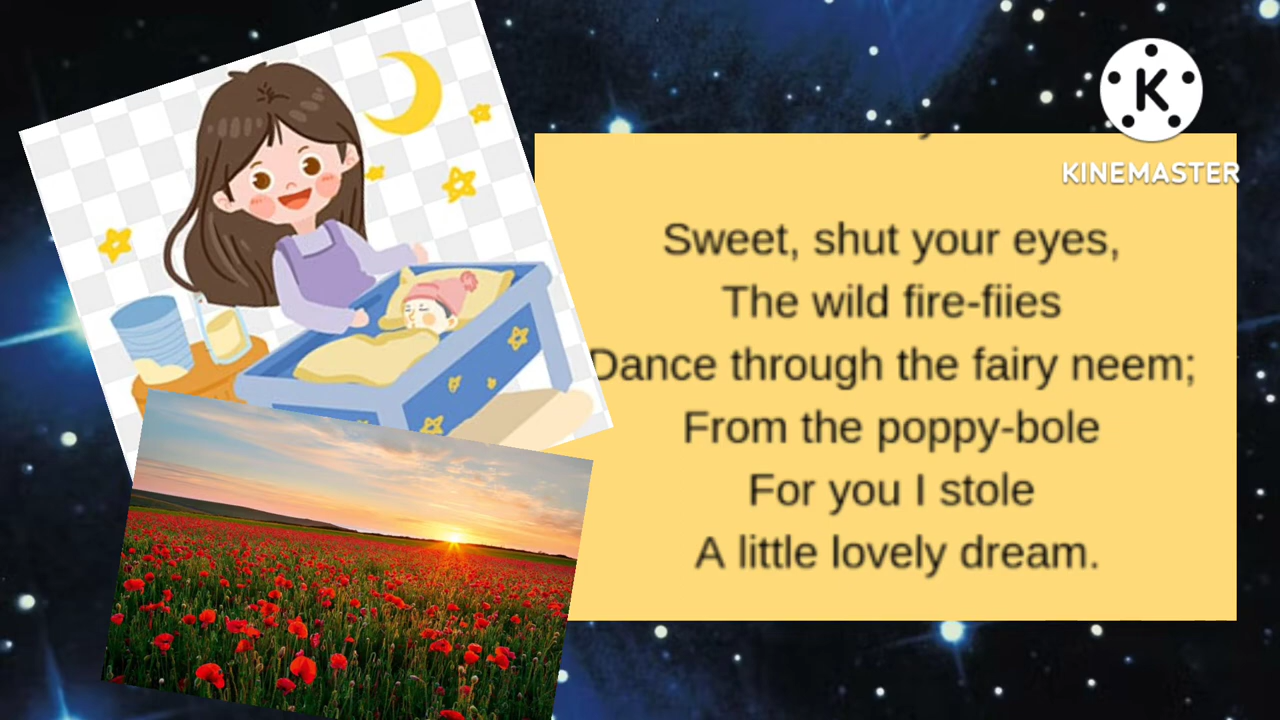 K
KINEMASTER
Sweet, shut your eyes,
The wild fire-fiies
Dance through the fairy neem;
From the poppy-bole
For you I stole
A little lovely dream.